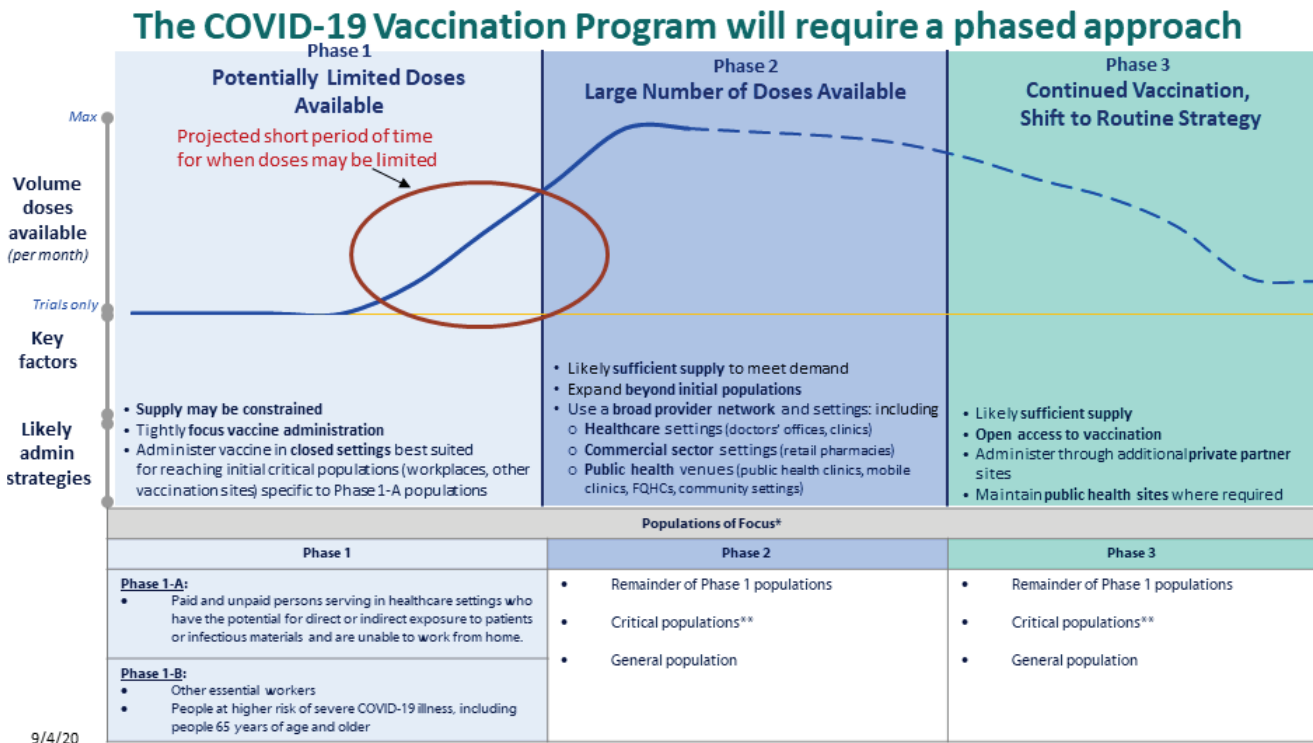 The COVID-19 Vaccination Program will require a phased approach
Phase 1
Potentially Limited Doses
Available
Projected short period of time
for when doses may be limited
Phase 2
Large Number of Doses Available
Phase 3
Continued Vaccination,
Shift to Routine Strategy
Max
Volume
doses
available
(per month)
Trials only
Key
factors
Likely
admin
strategies
• Supply may be constrained
• Tightly focus vaccine administration
• Administer vaccine in closed settings best suited
for reaching initial critical populations (workplaces, other
vaccination sites) specific to Phase 1-A populations
• Likely sufficient supply to meet demand
• Expand beyond initial populations
• Use a broad provider network and settings: including
o Healthcare settings (doctors' offices, clinics)
o Commercial sector settings (retail pharmacies)
o Public health venues (public health clinics, mobile
clinics, FQHCs, community settings)
• Likely sufficient supply
• Open access to vaccination
• Administer through additional private partner
sites
• Maintain public health sites where required
Populations of Focus*
Phase 1
Phase 2
Phase 3
Phase 1-A:
• Paid and unpaid persons serving in healthcare settings who
have the potential for direct or indirect exposure to patients
or infectious materials and are unable to work from home.
Phase 1-B:
• Other essential workers
• People at higher risk of severe COVID-19 illness, including
people 65 years of age and older
• Remainder of Phase 1 populations
• Critical populations**
• General population
• Remainder of Phase 1 populations
• Critical populations**
• General population
9/4/20